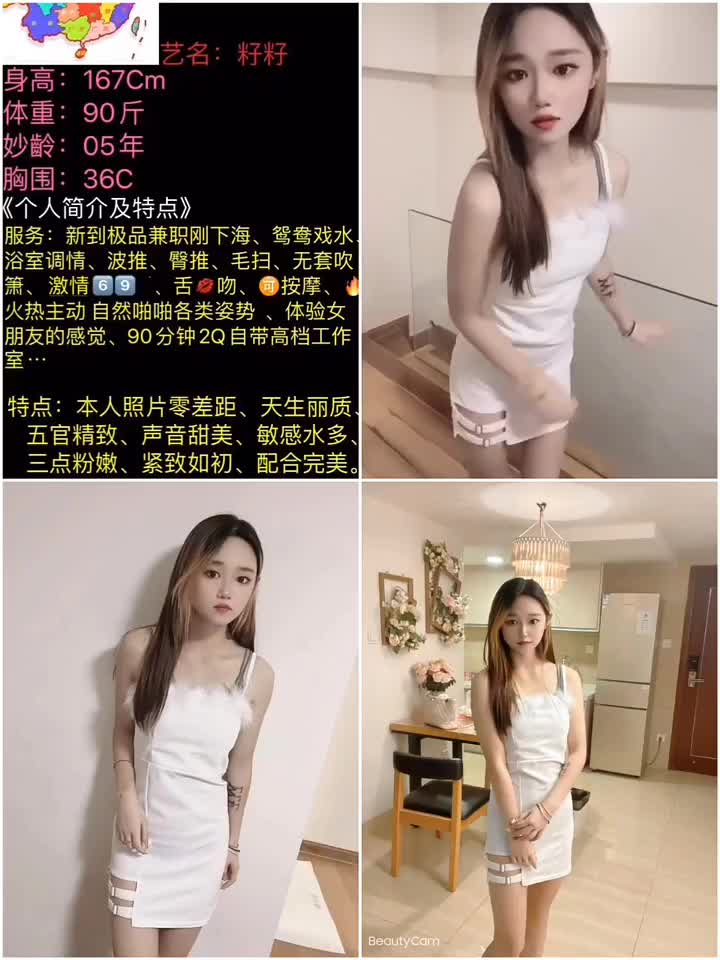 艺名：籽籽
身高：167Cm
体重：90斤
妙齡：05年
胸围：36C
《个人简介及特点》
服务：新到极品兼职刚下海、鸳鸯戏水、
浴室调情、波推、臀推、毛扫、无套吹
箫、激情6️⃣9️⃣、舌💋吻、🉑按摩、🔥
火热主动 自然啪啪各类姿势 、体验女
朋友的感觉、90分钟2Q自带高档工作
室…
特点：本人照片零差距、天生丽质、
五官精致、声音甜美、敏感水多、
三点粉嫩、紧致如初、配合完美。
BeautyCam